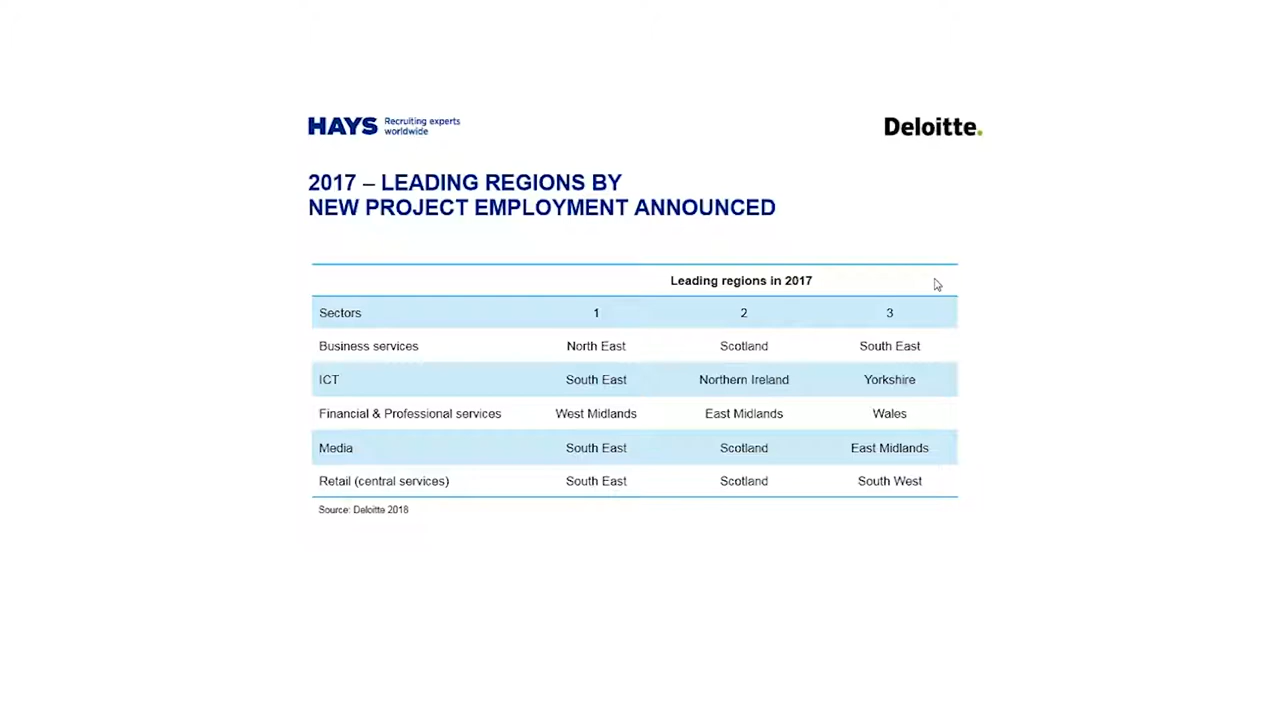 HAYS Recruiting experts
worldwide
Deloitte.
2017 – LEADING REGIONS BY
NEW PROJECT EMPLOYMENT ANNOUNCED
Leading regions in 2017
Sectors 1 2 3
Business services North East Scotland South East
ICT South East Northern Ireland Yorkshire
Financial & Professional services West Midlands East Midlands Wales
Media South East Scotland East Midlands
Retail (central services) South East Scotland South West
Source: Deloitte 2018